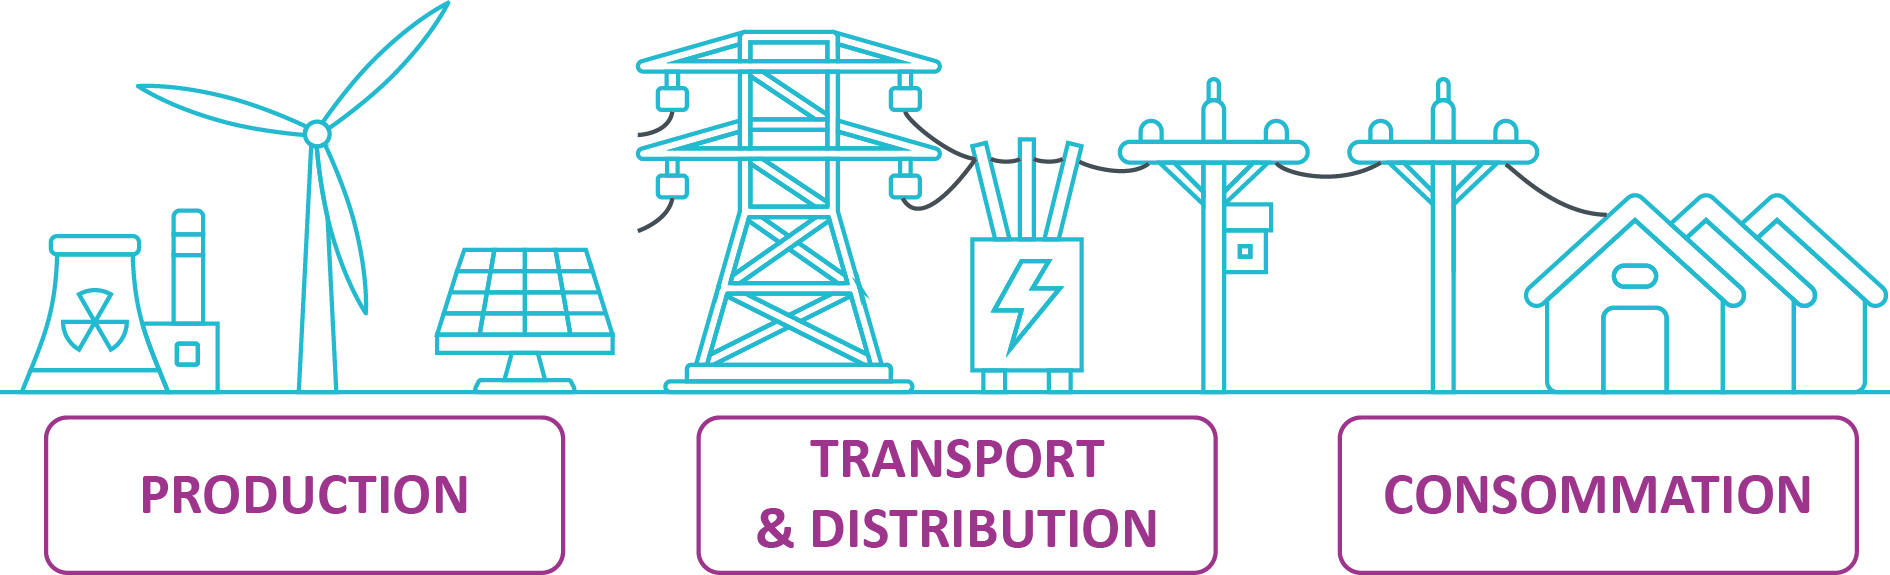 PRODUCTION
TRANSPORT
& DISTRIBUTION
CONSOMMATION